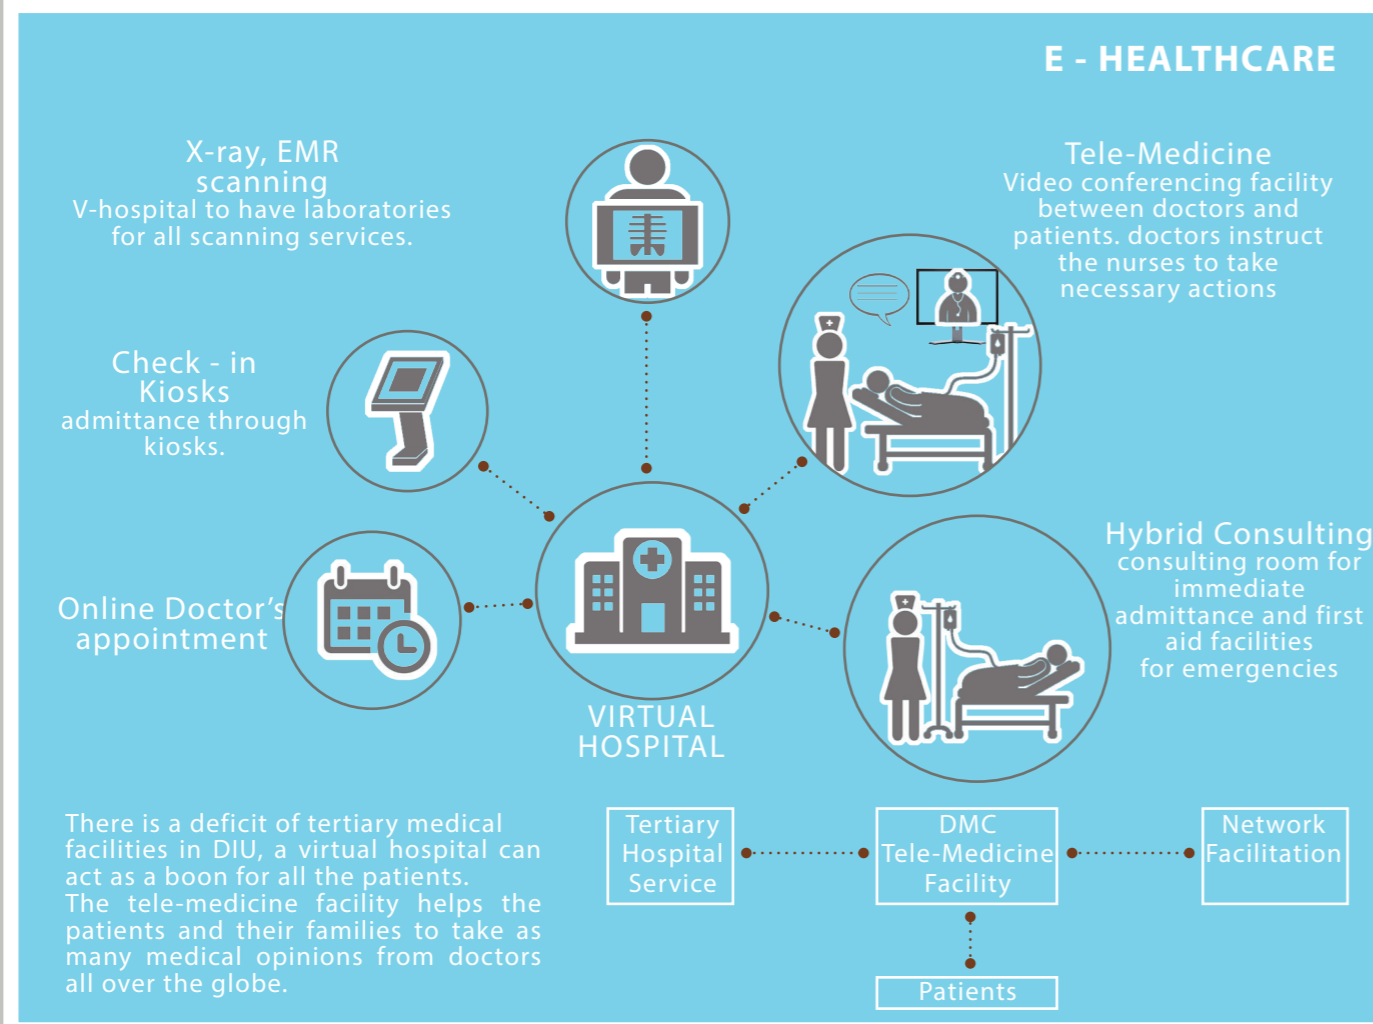 E - HEALTHCARE
X-ray, EMR
scanning
V-hospital to have laboratories
for all scanning services.
Tele-Medicine
Video conferencing facility
between doctors and
patients. doctors instruct
the nurses to take
necessary actions
Check - in
Kiosks
admittance through
kiosks.
Hybrid Consulting
consulting room for
immediate
admittance and first
aid facilities
for emergencies
Online Doctor’s
appointment
VIRTUAL
HOSPITAL
There is a deficit of tertiary medical
facilities in DIU, a virtual hospital can
act as a boon for all the patients.
The tele-medicine facility helps the
patients and their families to take as
many medical opinions from doctors
all over the globe.
Tertiary
Hospital
Service
DMC
Tele-Medicine
Facility
Network
Facilitation
Patients